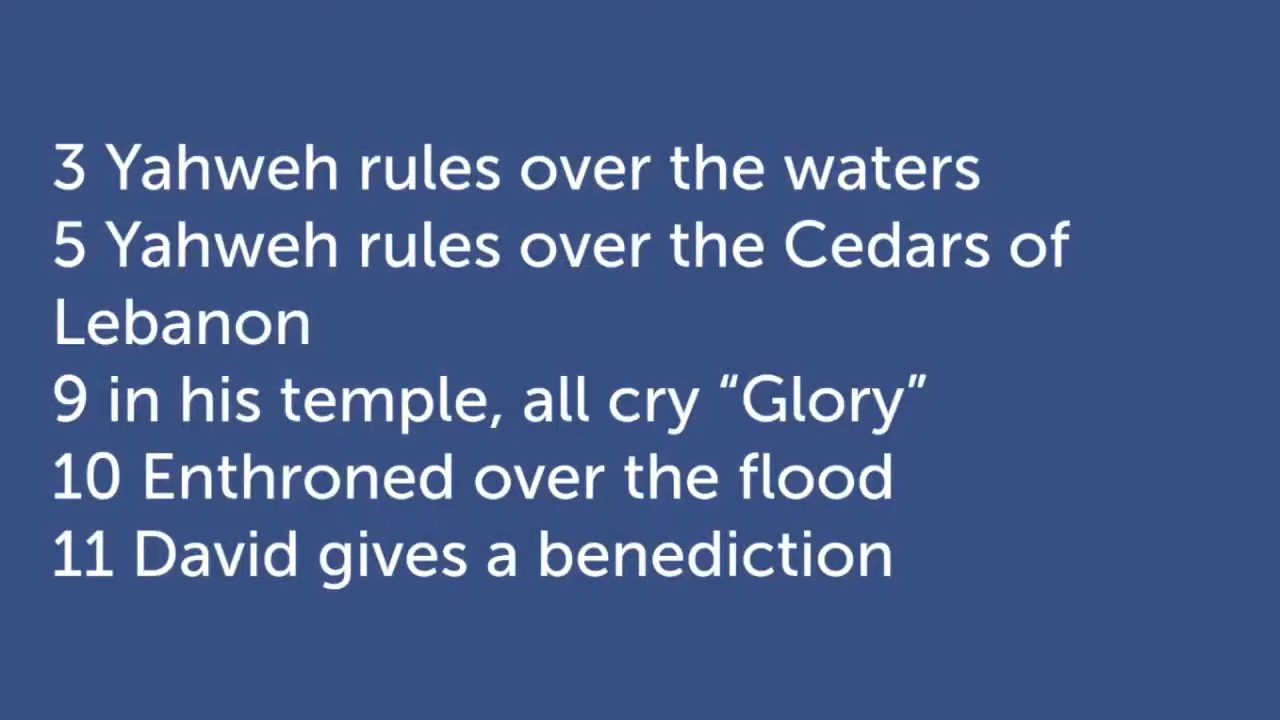 3 Yahweh rules over the waters
5 Yahweh rules over the Cedars of
Lebanon
9 in his temple, all cry “Glory”
10 Enthroned over the flood
11 David gives a benediction